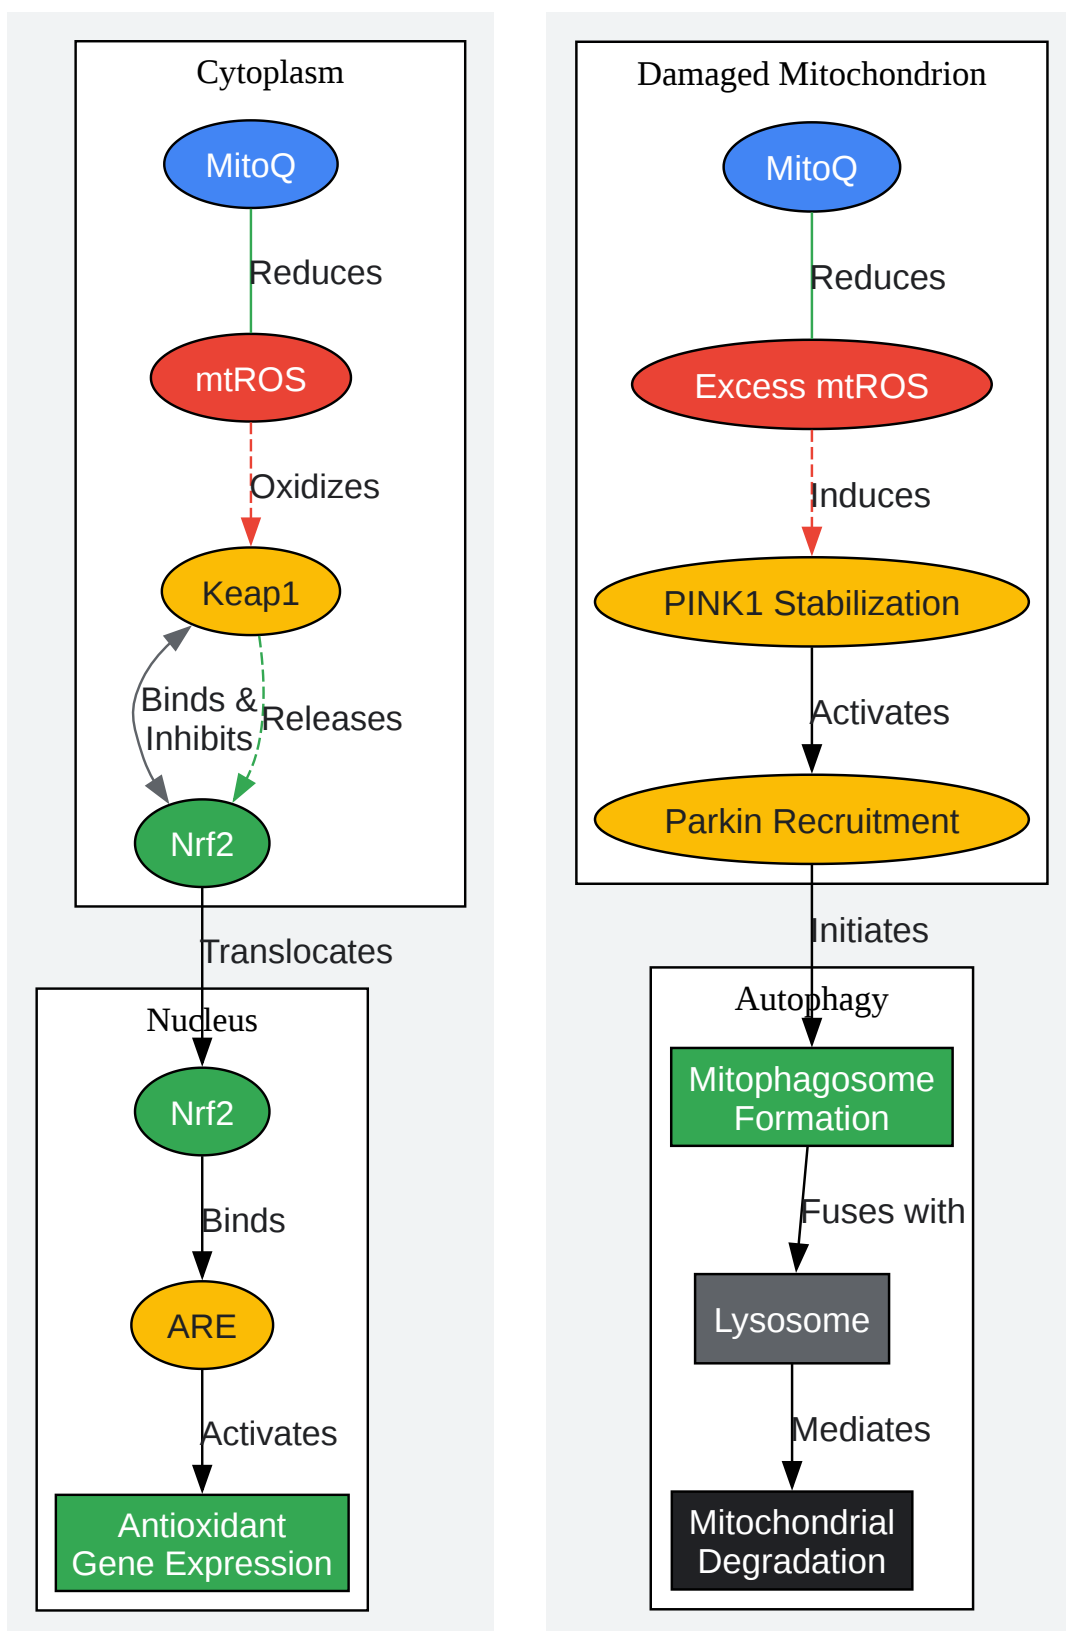 Cytoplasm
MitoQ
Reduces
mtROS
Oxidizes
Keap1
Binds &
Inhibits
Releases
Nrf2
Translocates
Nucleus
Nrf2
Binds
ARE
Activates
Antioxidant
Gene Expression
Damaged Mitochondrion
MitoQ
Reduces
Excess mtROS
Induces
PINK1 Stabilization
Activates
Parkin Recruitment
Initiates
Autophagy
Mitophagosome
Formation
Fuses with
Lysosome
Mediates
Mitochondrial
Degradation